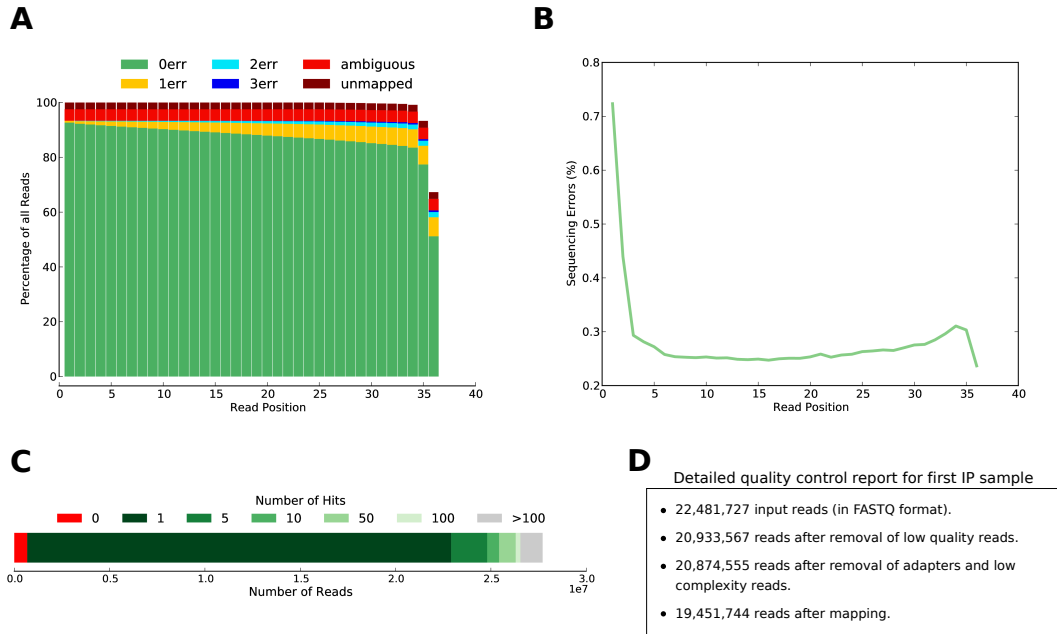 A
0err 2err ambiguous
1err 3err unmapped
100
80
60
40
20
0
Percentage of all Reads
0 5 10 15 20 25 30 35 40
Read Position
B
0.8
0.7
0.6
0.5
0.4
0.3
0.2
Sequencing Errors (%)
0 5 10 15 20 25 30 35 40
Read Position
C
Number of Hits
0 1 5 10 50 100 >100
0.0 0.5 1.0 1.5 2.0 2.5 3.0
1e7
Number of Reads
D
Detailed quality control report for first IP sample
• 22,481,727 input reads (in FASTQ format).
• 20,933,567 reads after removal of low quality reads.
• 20,874,555 reads after removal of adapters and low
complexity reads.
• 19,451,744 reads after mapping.